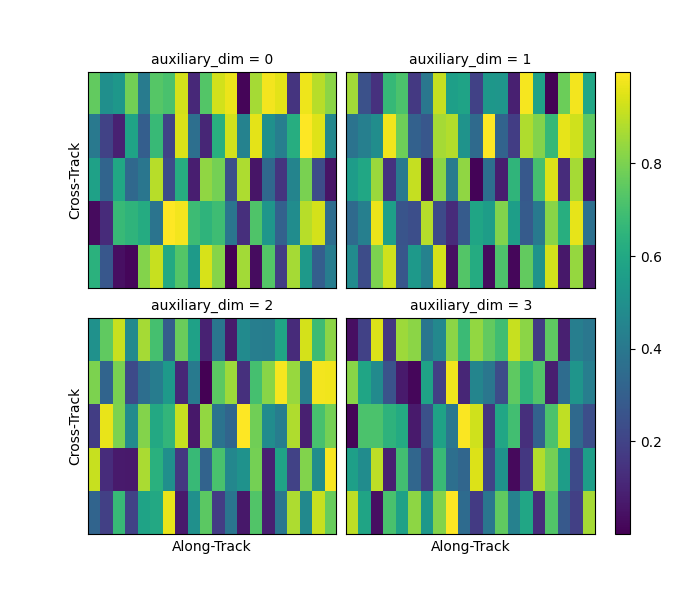 auxiliary_dim = 0
auxiliary_dim = 1
Cross-Track
auxiliary_dim = 2
auxiliary_dim = 3
Cross-Track
Along-Track
Along-Track
0.8
0.6
0.4
0.2